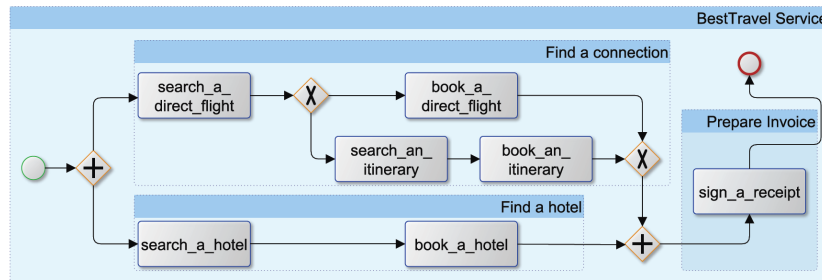 BestTravel Service
Find a connection
search_a_
direct_flight
book_a_
direct_flight
search_an_
itinerary
book_an_
itinerary
Prepare Invoice
sign_a_receipt
Find a hotel
search_a_hotel
book_a_hotel